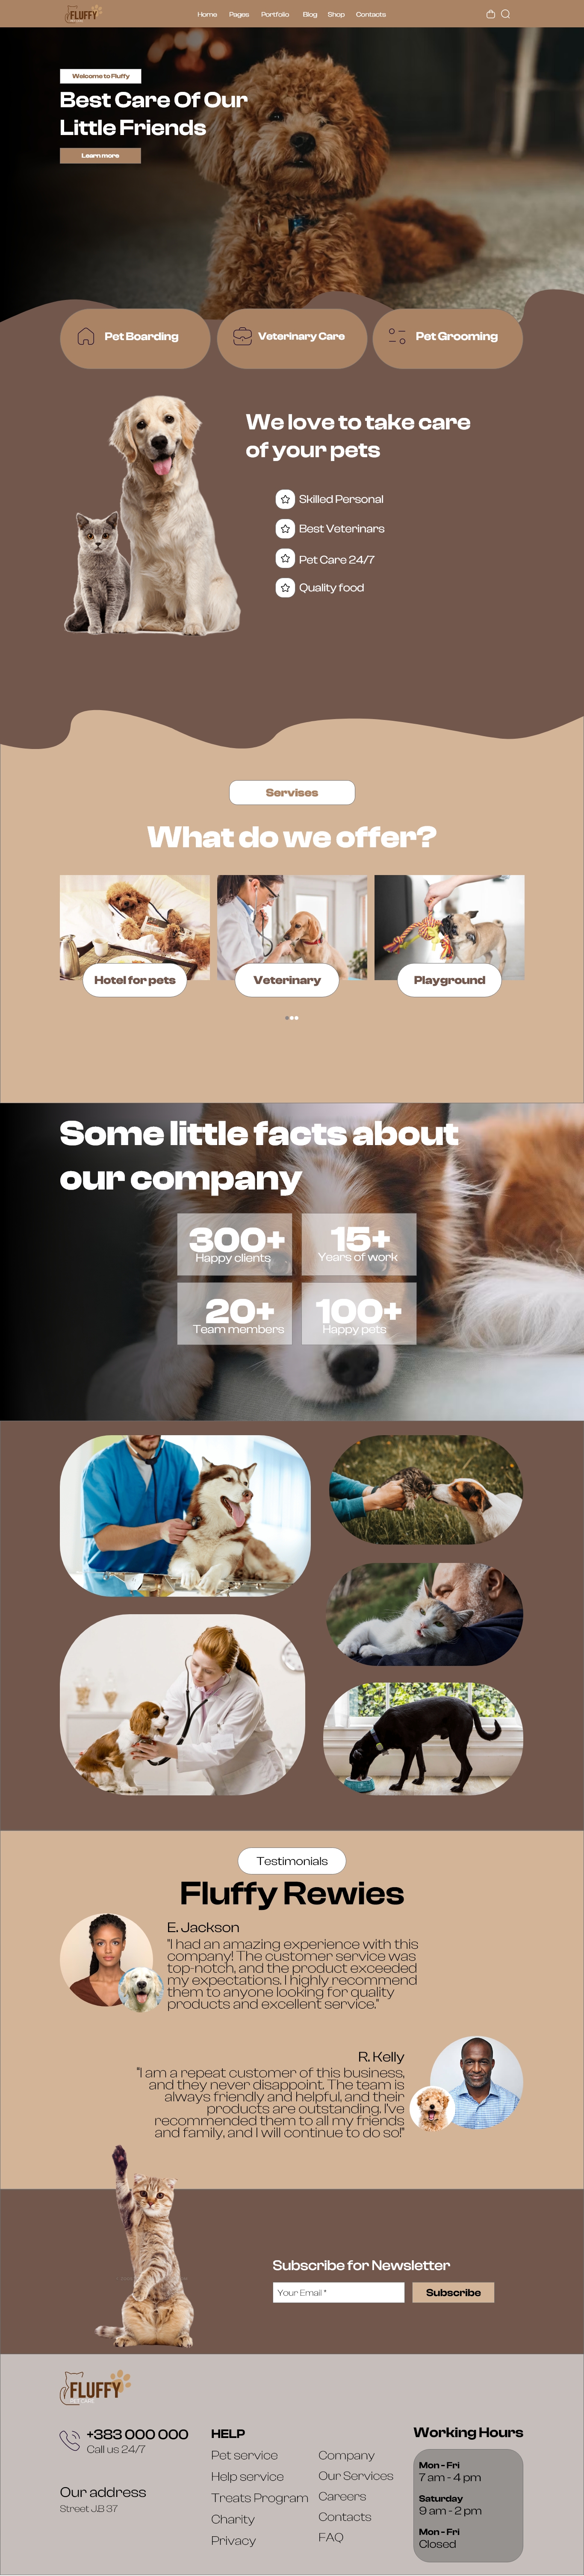 FLUFFY
Home Pages Portfolio Blog Shop Contacts
Welcome to Fluffy
Best Care Of Our
Little Friends
Learn more
Pet Boarding
Veterinary Care
Pet Grooming
We love to take care
of your pets
Skilled Personal
Best Veterinars
Pet Care 24/7
Quality food
Servises
What do we offer?
Hotel for pets
Veterinary
Playground
Some little facts about
our company
300+
Happy clients
15+
Years of work
20+
Team members
100+
Happy pets
Testimonials
Fluffy Rewies
E. Jackson
"I had an amazing experience with this
company! The customer service was
top-notch, and the product exceeded
my expectations. I highly recommend
them to anyone looking for quality
products and excellent service."
R. Kelly
"I am a repeat customer of this business,
and they never disappoint. The team is
always friendly and helpful, and their
products are outstanding. I've
recommended them to all my friends
and family, and I will continue to do so!"
Subscribe for Newsletter
Your Email *
Subscribe
FLUFFY
+383 000 000
Call us 24/7
Our address
Street J.B 37
HELP
Pet service
Help service
Treats Program
Charity
Privacy
Company
Our Services
Careers
Contacts
FAQ
Working Hours
Mon - Fri
7 am - 4 pm
Saturday
9 am - 2 pm
Mon - Fri
Closed